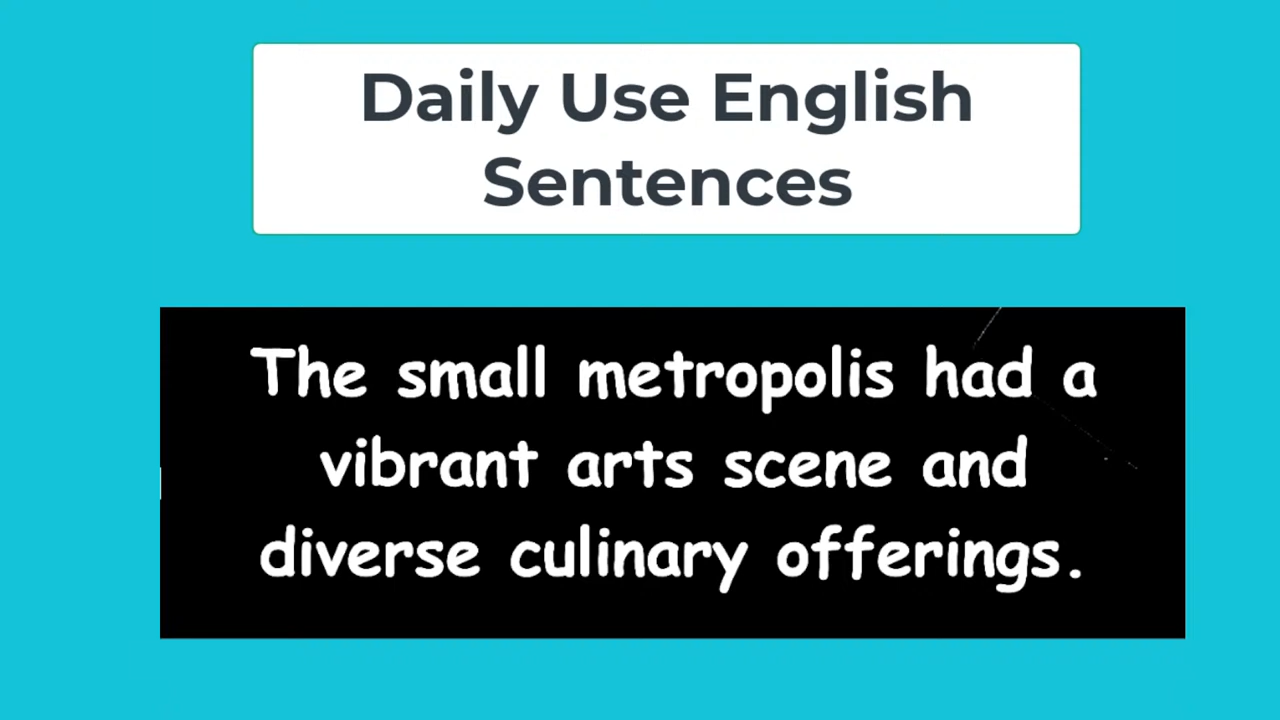 Daily Use English
Sentences
The small metropolis had a
vibrant arts scene and
diverse culinary offerings.